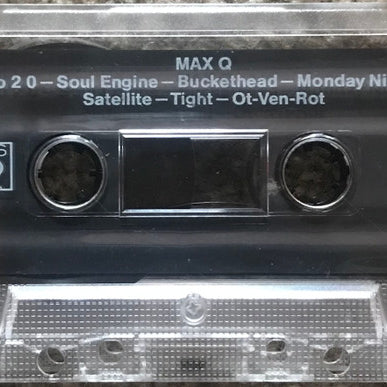 MAX Q
o 2 0 – Soul Engine – Buckethead – Monday Ni
Satellite – Tight – Ot-Ven-Rot